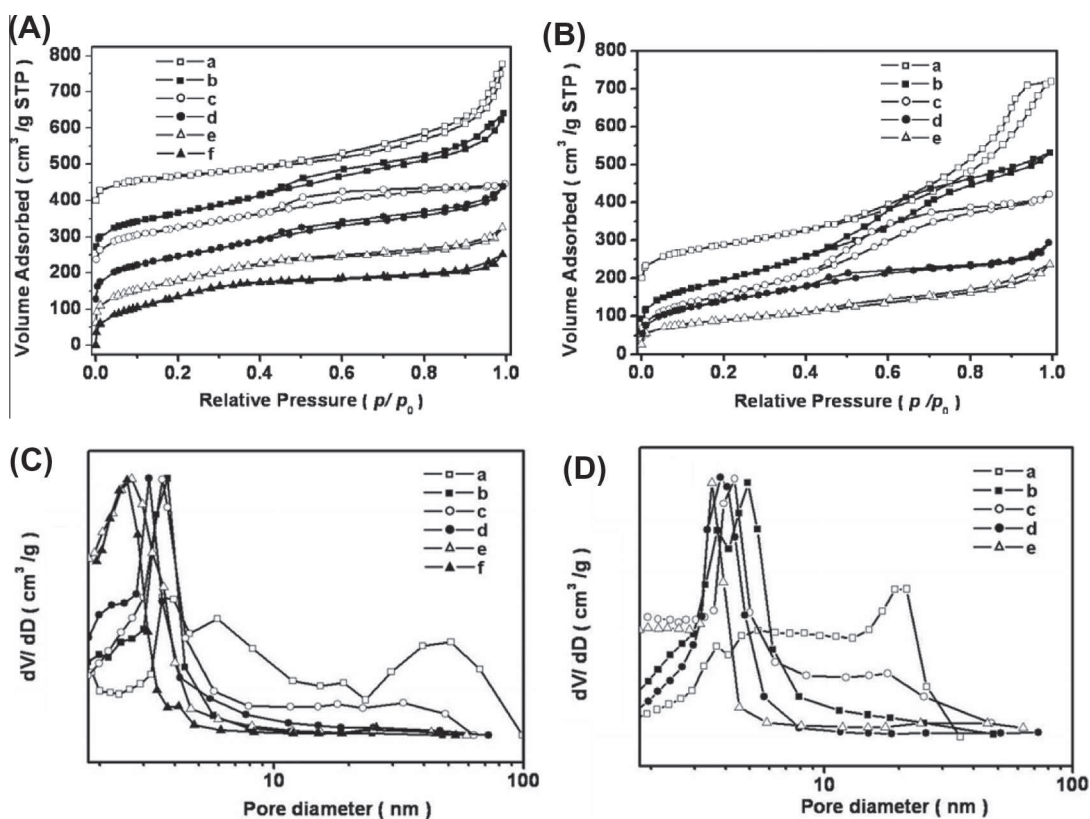 (A)
Volume Adsorbed ( cm³ /g STP)
800
700
600
500
400
300
200
100
0
a
b
c
d
e
f
0.0 0.2 0.4 0.6 0.8 1.0
Relative Pressure ( p/ p₀ )
(B)
Volume Adsorbed ( cm³ /g STP)
800
700
600
500
400
300
200
100
0
a
b
c
d
e
0.0 0.2 0.4 0.6 0.8 1.0
Relative Pressure ( p /p₀ )
(C)
dV/ dD ( cm³ /g )
a
b
c
d
e
f
10 100
Pore diameter ( nm )
(D)
dV/ dD ( cm³ /g )
a
b
c
d
e
10 100
Pore diameter ( nm )